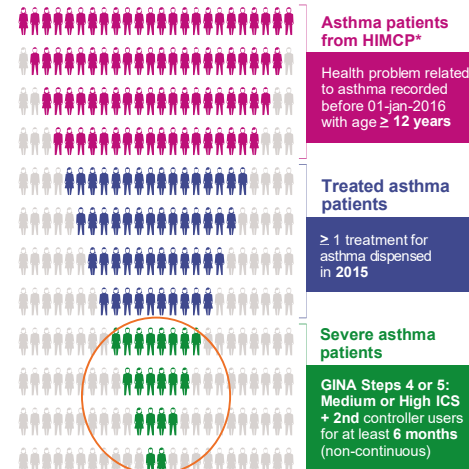 Asthma patients
from HIMCP*
Health problem related
to asthma recorded
before 01-jan-2016
with age ≥ 12 years
Treated asthma
patients
≥ 1 treatment for
asthma dispensed
in 2015
Severe asthma
patients
GINA Steps 4 or 5:
Medium or High ICS
+ 2nd controller users
for at least 6 months
(non-continuous)